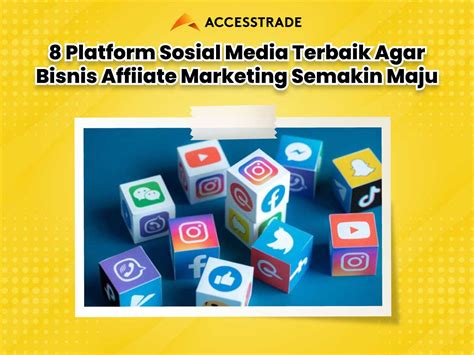 ACCESSTRADE
8 Platform Sosial Media Terbaik Agar
Bisnis Affiiate Marketing Semakin Maju